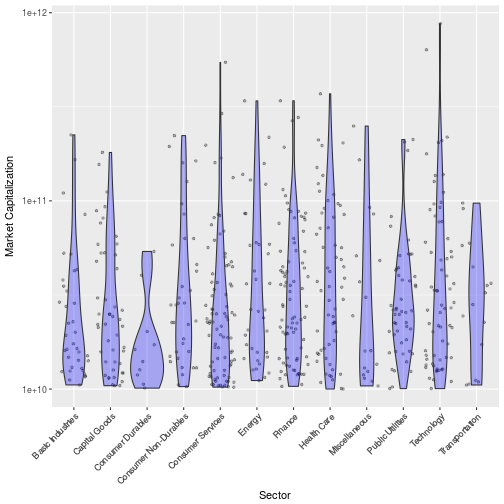 1e+12
1e+11
1e+10
Market Capitalization
Basic Industries
Capital Goods
Consumer Durables
Consumer Non-Durables
Consumer Services
Energy
Finance
Health Care
Miscellaneous
Public Utilities
Technology
Transportation
Sector